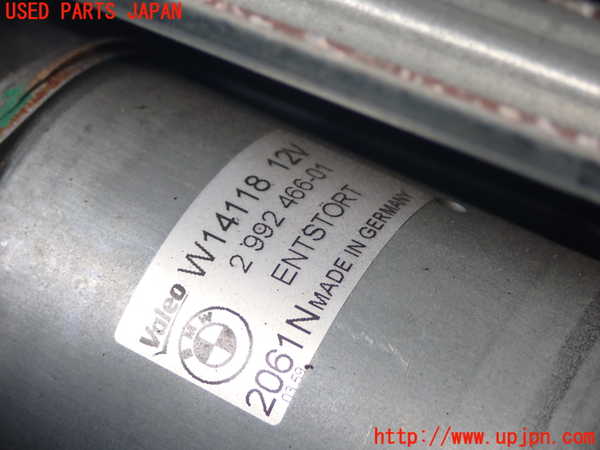 USED PARTS JAPAN
Valeo W14118 12V
2 992 466-01
ENTSTÖRT
BMW
2061N MADE IN GERMANY
http://www.upjpn.com/